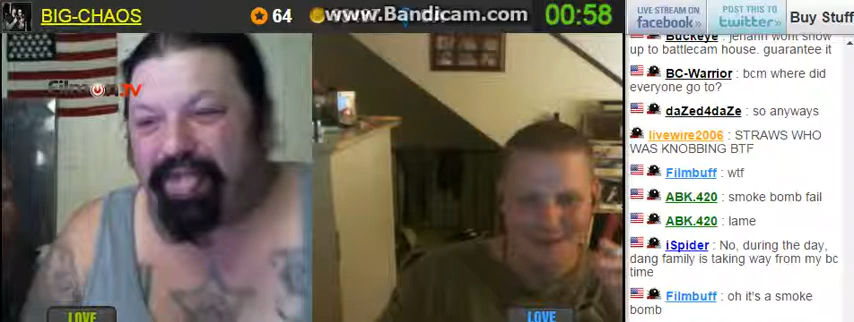 BIG-CHAOS
64
www.Bandicam.com
00:58
LIVE STREAM ON
facebook»
POST THIS TO
twitter»
Buy Stuff
FilmOn.TV
up to battlecam house. guarantee it
BC-Warrior : bcm where did
everyone go to?
daZed4daZe : so anyways
livewire2006 : STRAWS WHO
WAS KNOBBING BTF
Filmbuff : wtf
ABK.420 : smoke bomb fail
ABK.420 : lame
iSpider : No, during the day,
dang family is taking way from my bc
time
Filmbuff : oh it's a smoke
bomb
LOVE
LOVE